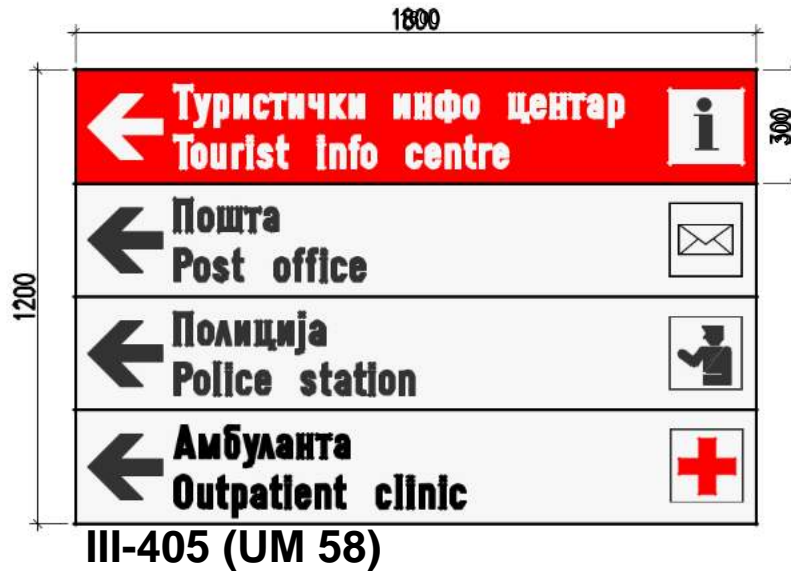 1800
Туристички инфо центар
Tourist info centre
300
Пошта
Post office
1200
Полиција
Police station
Амбуланта
Outpatient clinic
III-405 (UM 58)